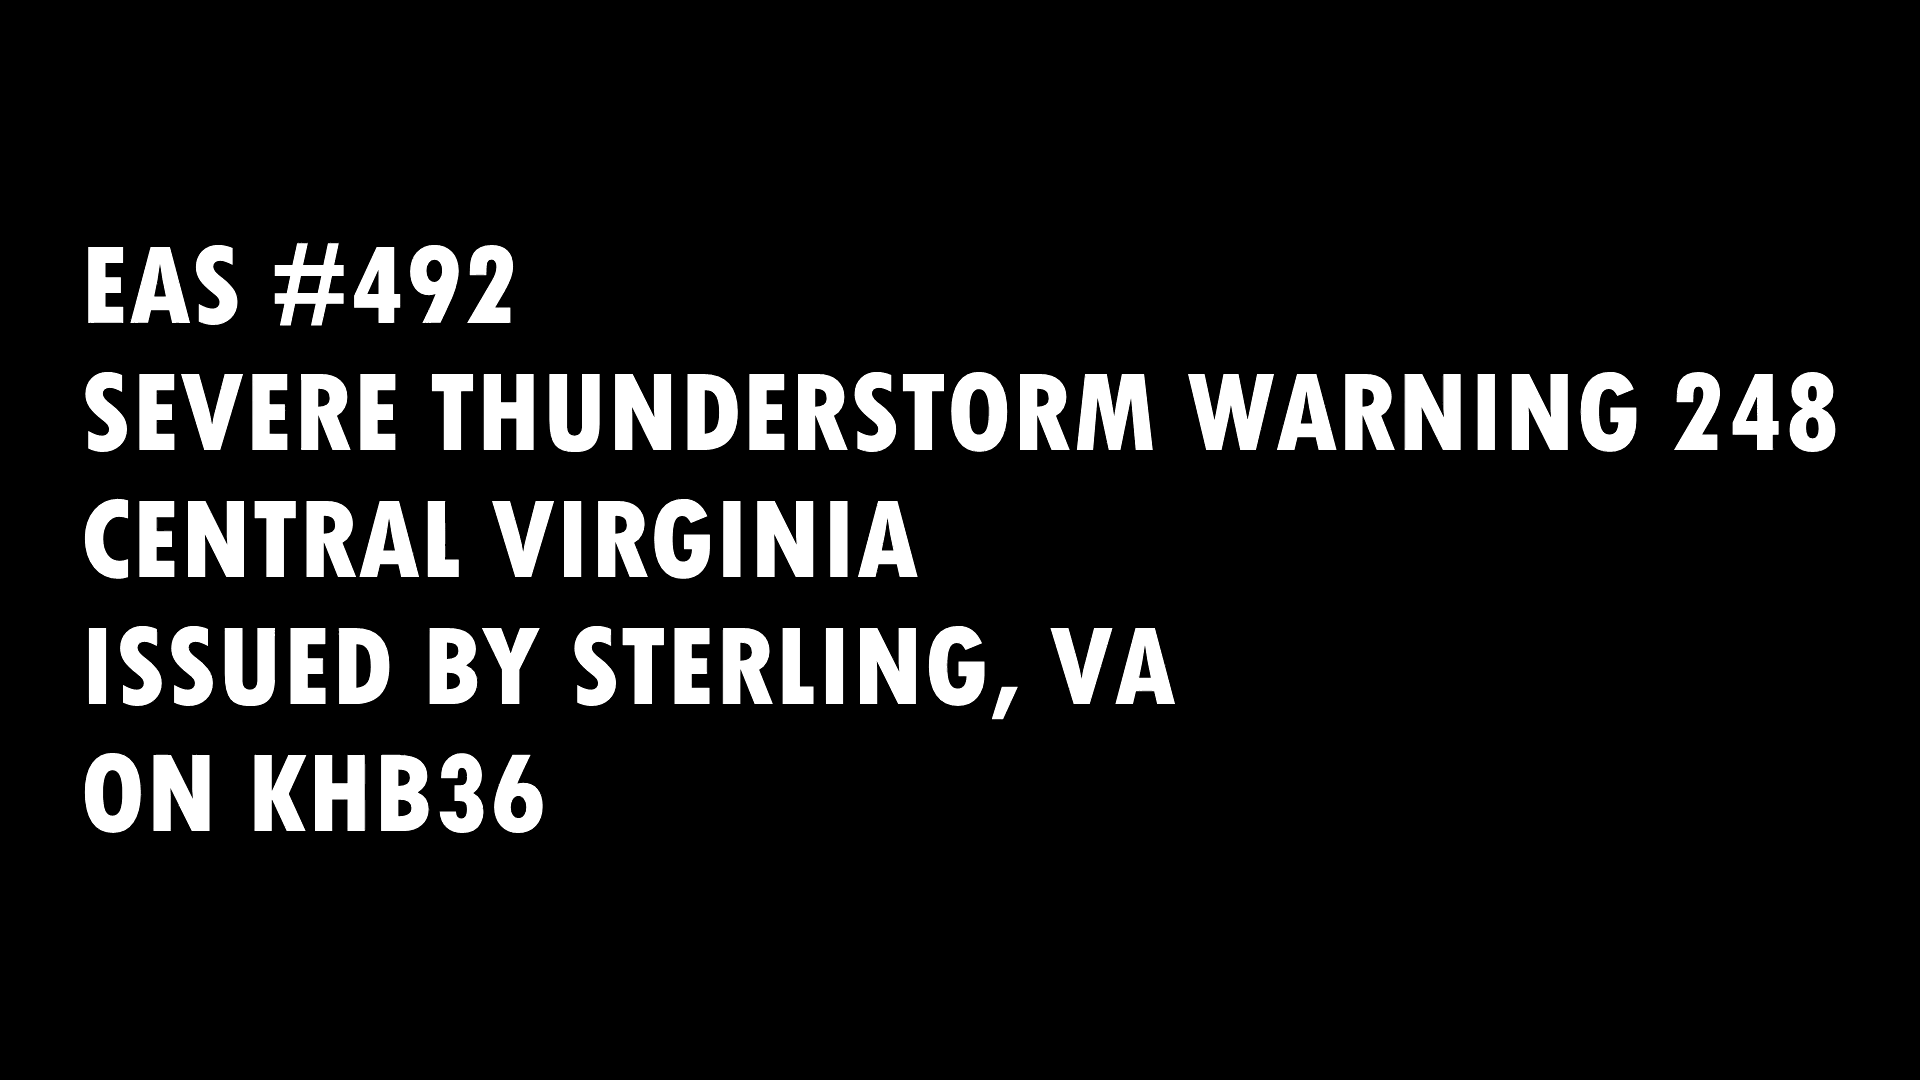 EAS #492
SEVERE THUNDERSTORM WARNING 248
CENTRAL VIRGINIA
ISSUED BY STERLING, VA
ON KHB36